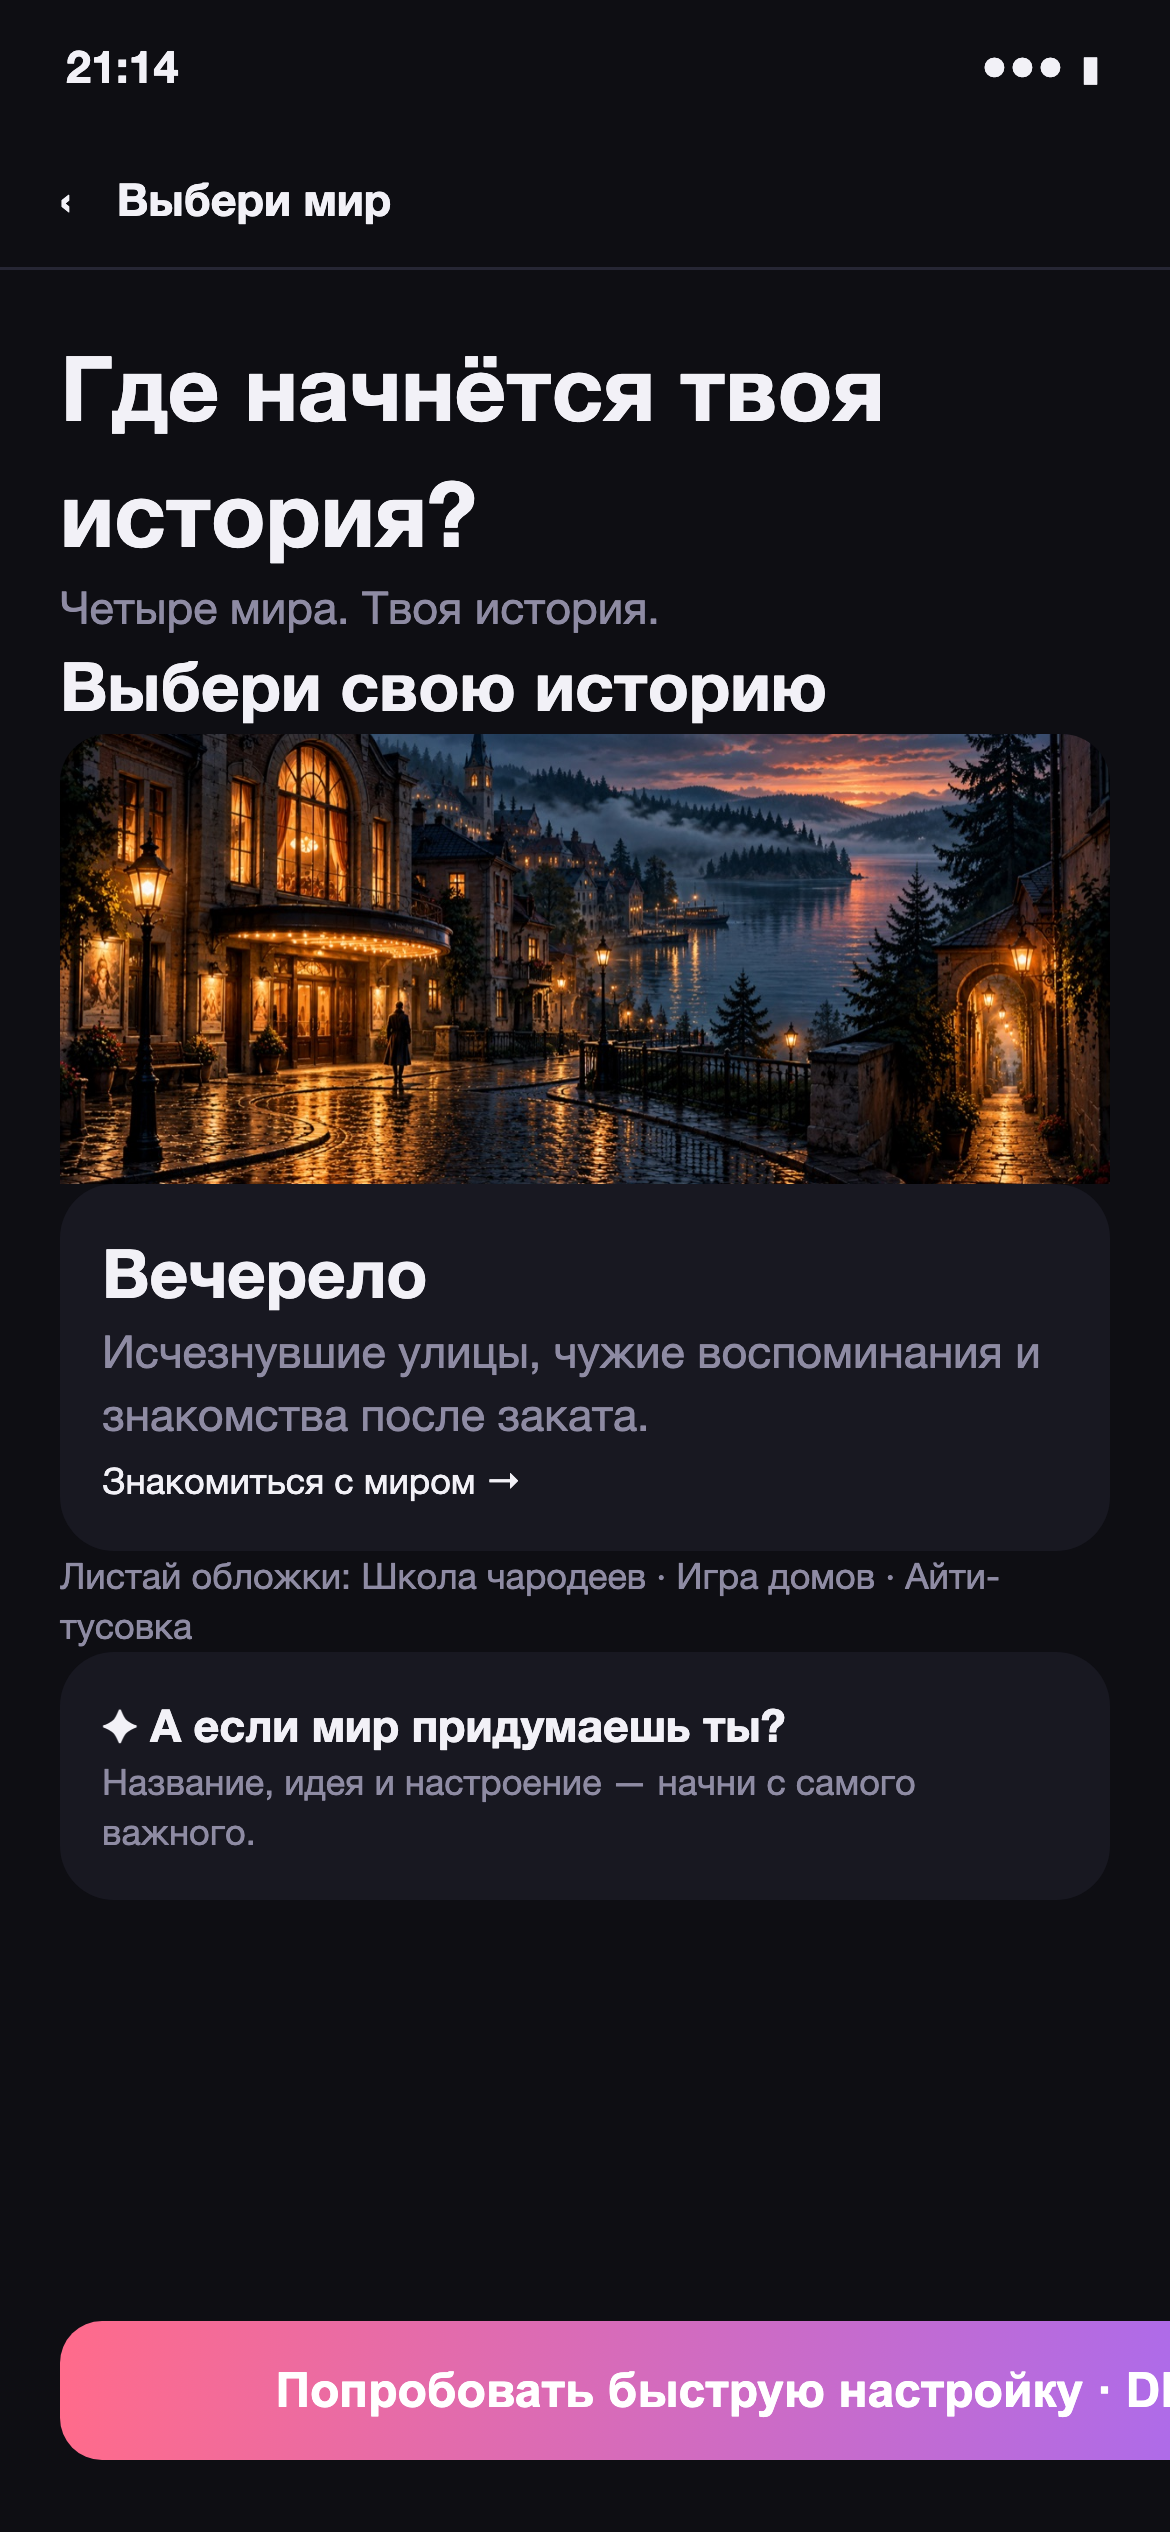 21:14
‹ Выбери мир
Где начнётся твоя
история?
Четыре мира. Твоя история.
Выбери свою историю
Вечерело
Исчезнувшие улицы, чужие воспоминания и
знакомства после заката.
Знакомиться с миром →
Листай обложки: Школа чародеев · Игра домов · Айти-
тусовка
✦ А если мир придумаешь ты?
Название, идея и настроение — начни с самого
важного.
Попробовать быструю настройку ·